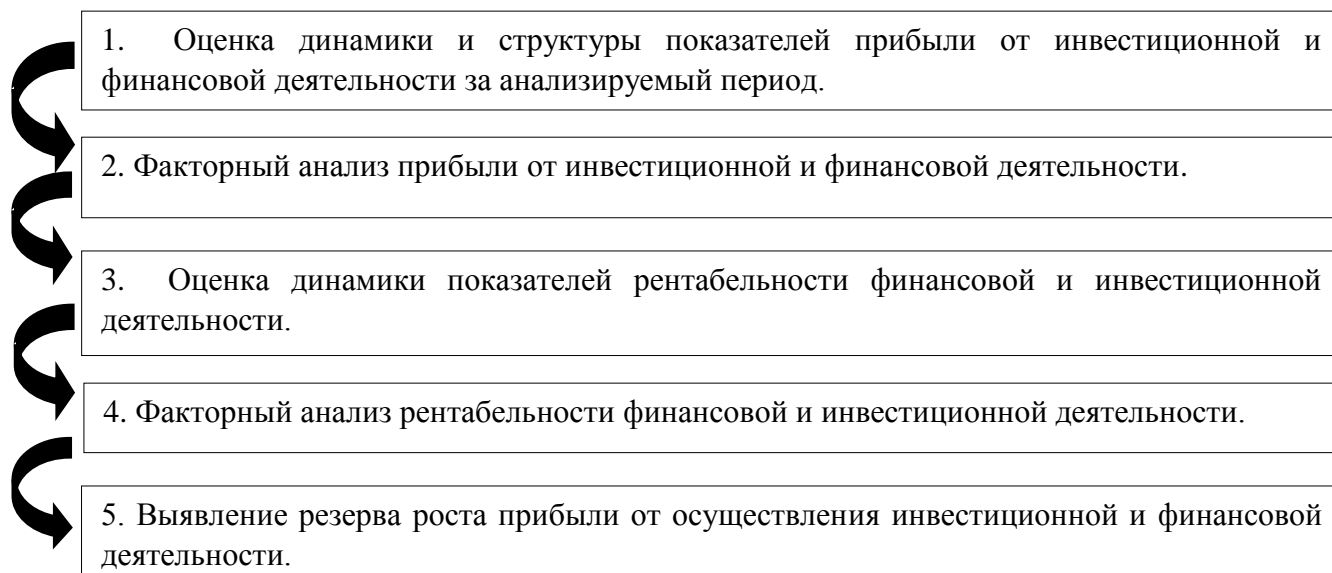 1. Оценка динамики и структуры показателей прибыли от инвестиционной и
финансовой деятельности за анализируемый период.
2. Факторный анализ прибыли от инвестиционной и финансовой деятельности.
3. Оценка динамики показателей рентабельности финансовой и инвестиционной
деятельности.
4. Факторный анализ рентабельности финансовой и инвестиционной деятельности.
5. Выявление резерва роста прибыли от осуществления инвестиционной и финансовой
деятельности.